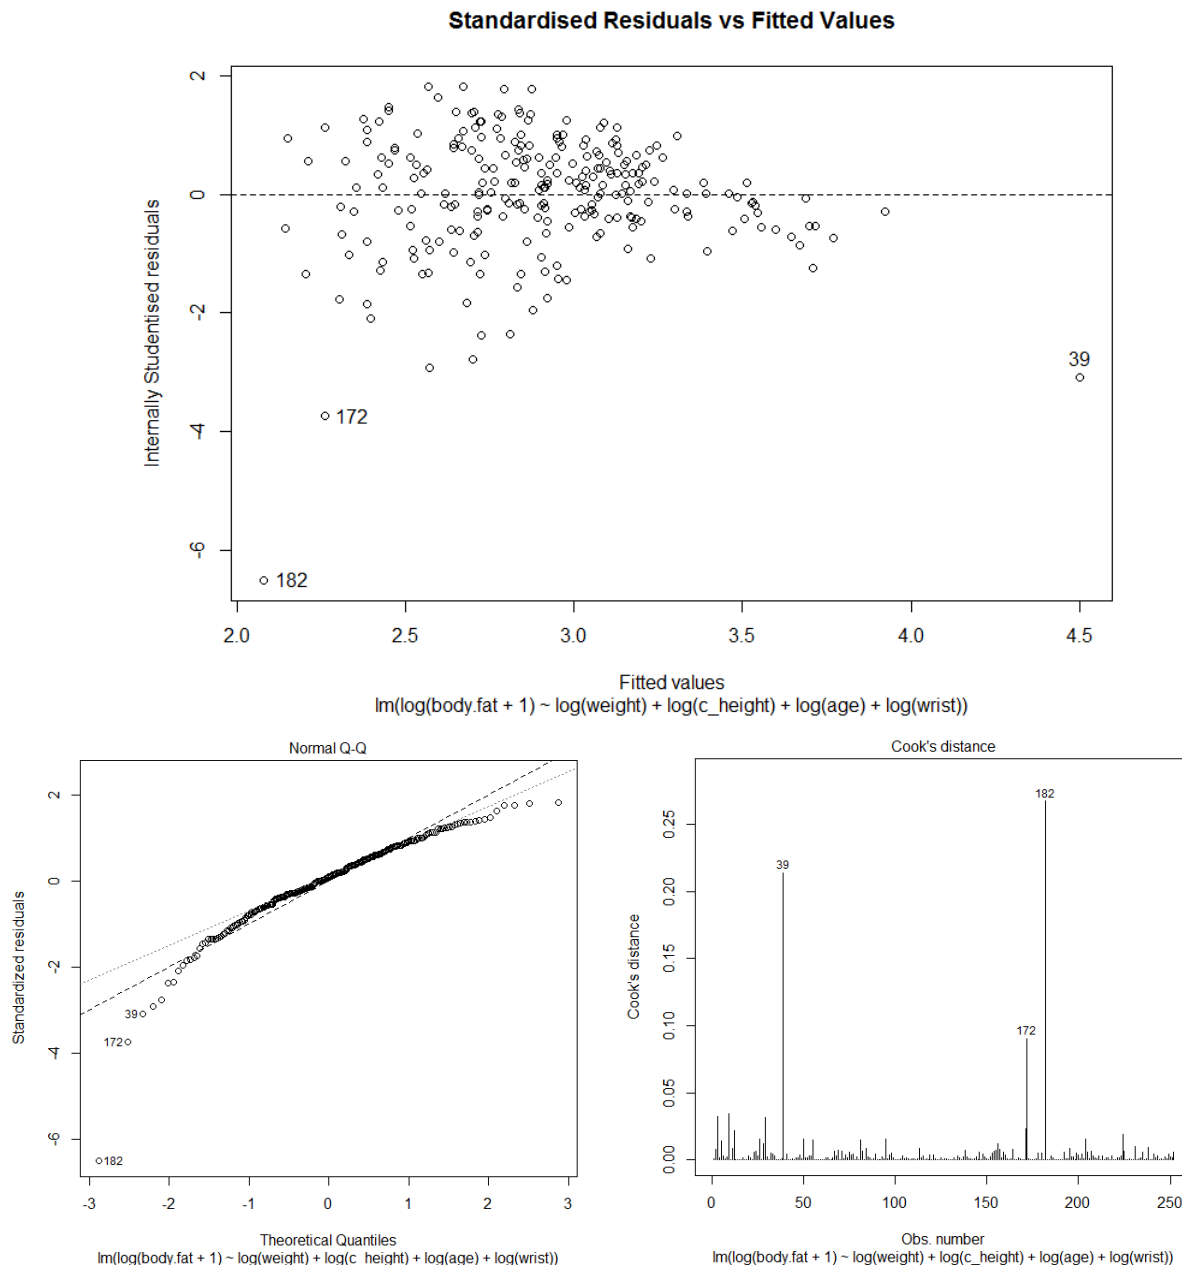 Standardised Residuals vs Fitted Values
Internally Studentised residuals
2
0
-2
-4
-6
39
172
182
2.0 2.5 3.0 3.5 4.0 4.5
Fitted values
lm(log(body.fat + 1) ~ log(weight) + log(c_height) + log(age) + log(wrist))
Normal Q-Q
Standardized residuals
2
0
-2
-4
-6
39
172
182
-3 -2 -1 0 1 2 3
Theoretical Quantiles
lm(log(body.fat + 1) ~ log(weight) + log(c_height) + log(age) + log(wrist))
Cook's distance
Cook's distance
0.25
0.20
0.15
0.10
0.05
0.00
182
39
172
0 50 100 150 200 250
Obs. number
lm(log(body.fat + 1) ~ log(weight) + log(c_height) + log(age) + log(wrist))